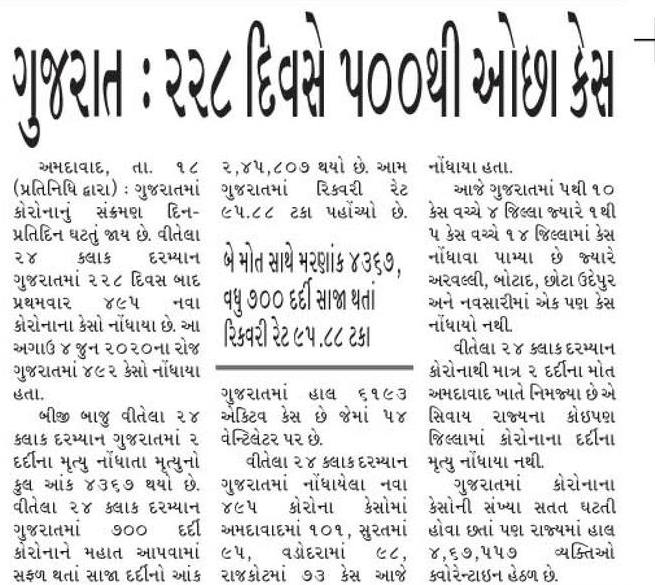 ગુજરાત : ૨૨૮ દિવસે ૫૦૦થી ઓછા કેસ
અમદાવાદ, તા. ૧૮
(પ્રતિનિધિ દ્વારા) : ગુજરાતમાં
કોરોનાનું સંક્રમણ દિન-
પ્રતિદિન ઘટતું જાય છે. વીતેલા
૨૪ કલાક દરમ્યાન
ગુજરાતમાં ૨૨૮ દિવસ બાદ
પ્રથમવાર ૪૯૫ નવા
કોરોનાના કેસો નોંધાયા છે. આ
અગાઉ ૪ જુન ૨૦૨૦ના રોજ
ગુજરાતમાં ૪૯૨ કેસો નોંધાયા
હતા.
બીજી બાજુ વીતેલા ૨૪
કલાક દરમ્યાન ગુજરાતમાં ૨
દર્દીના મૃત્યુ નોંધાતા મૃત્યુનો
કુલ આંક ૪૩૬૭ થયો છે.
વીતેલા ૨૪ કલાક દરમ્યાન
ગુજરાતમાં ૭૦૦ દર્દી
કોરોનાને મહાત આપવામાં
સફળ થતાં સાજા દર્દીનો આંક
૨,૪૫,૮૦૭ થયો છે. આમ
ગુજરાતમાં રિકવરી રેટ
૯૫.૮૮ ટકા પહોંચ્યો છે.
બે મોત સાથે મરણાંક ૪૩૬૭,
વધુ ૭૦૦ દર્દી સાજા થતાં
રિકવરી રેટ ૯૫.૮૮ ટકા
ગુજરાતમાં હાલ ૬૧૯૩
એકિટવ કેસ છે જેમાં ૫૪
વેન્ટિલેટર પર છે.
વીતેલા ૨૪ કલાક દરમ્યાન
ગુજરાતમાં નોંધાયેલા નવા
૪૯૫ કોરોના કેસોમાં
અમદાવાદમાં ૧૦૧, સુરતમાં
૯૫, વડોદરામાં ૯૮,
રાજકોટમાં ૭૩ કેસ આજે
નોંધાયા હતા.
આજે ગુજરાતમાં ૫થી ૧૦
કેસ વચ્ચે ૪ જિલ્લા જ્યારે ૧થી
૫ કેસ વચ્ચે ૧૪ જિલ્લામાં કેસ
નોંધાવા પામ્યા છે જ્યારે
અરવલ્લી, બોટાદ, છોટા ઉદેપુર
અને નવસારીમાં એક પણ કેસ
નોંધાયો નથી.
વીતેલા ૨૪ કલાક દરમ્યાન
કોરોનાથી માત્ર ૨ દર્દીના મોત
અમદાવાદ ખાતે નિમજ્યા છે એ
સિવાય રાજ્યના કોઇપણ
જિલ્લામાં કોરોનાના દર્દીના
મૃત્યુ નોંધાયા નથી.
ગુજરાતમાં કોરોનાના
કેસોની સંખ્યા સતત ઘટતી
હોવા છતાં પણ રાજ્યમાં હાલ
૪,૬૭,૫૫૭ વ્યક્તિઓ
ક્વોરેન્ટાઇન હેઠળ છે.